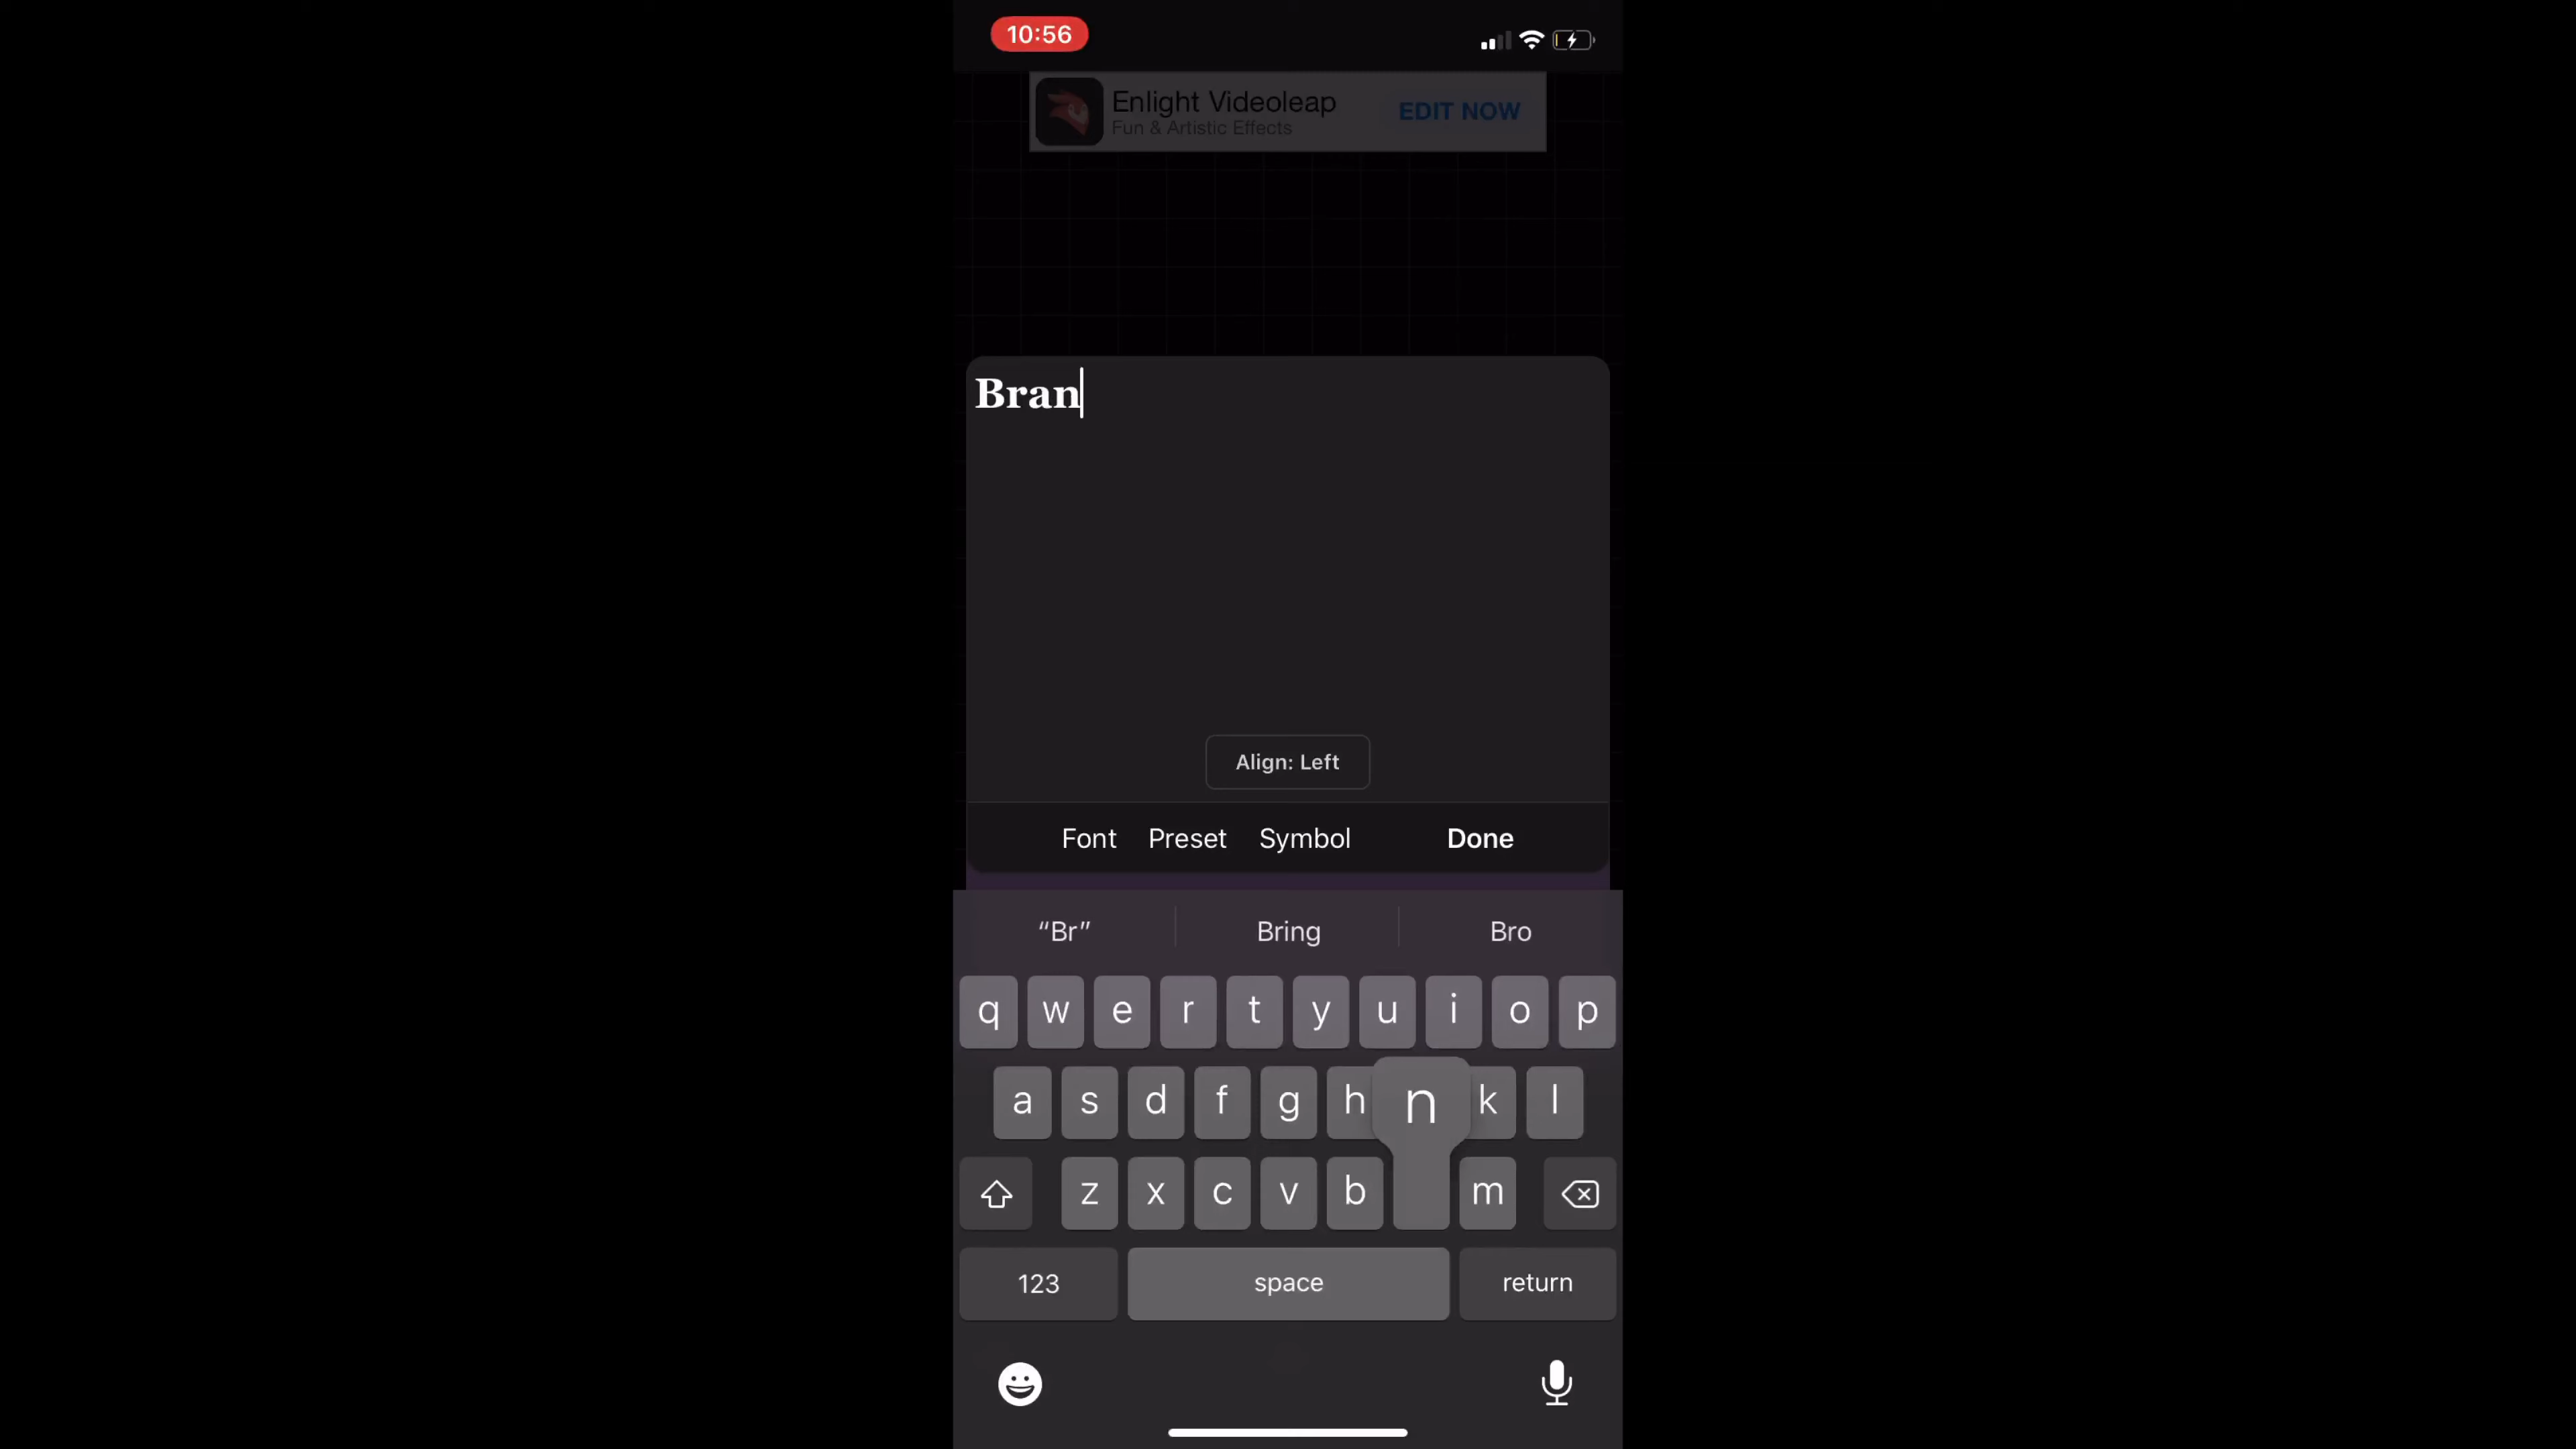 10:56
Enlight Videoleap
Fun & Artistic Effects
EDIT NOW
Bran
Align: Left
Font Preset Symbol Done
“Br” Bring Bro
q w e r t y u i o p
a s d f g h n k l
z x c v b m
123 space return